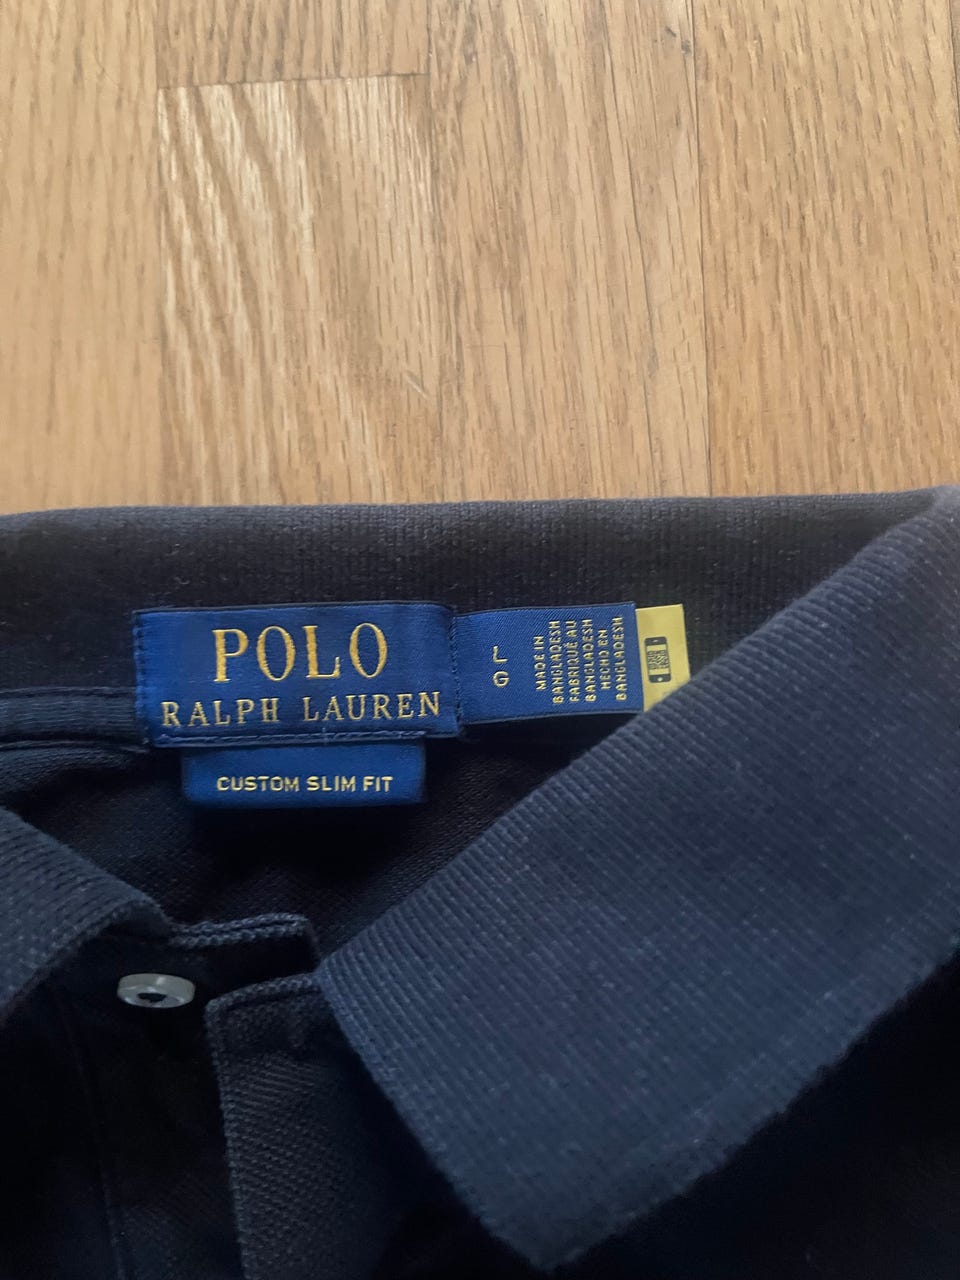 POLO
RALPH LAUREN
CUSTOM SLIM FIT
L
G
MADE IN
BANGLADESH
FABRIQUÉ AU
BANGLADESH
HECHO EN
BANGLADESH